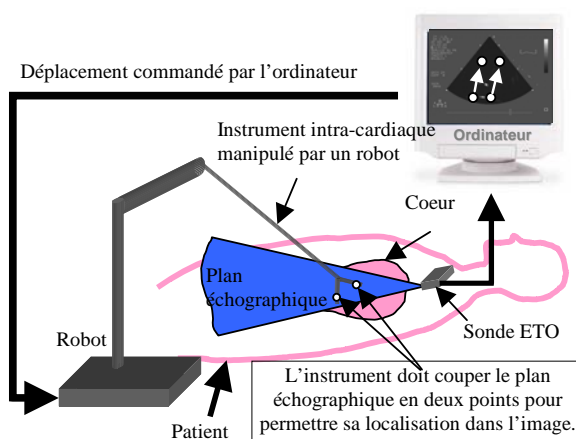 Déplacement commandé par l’ordinateur
Ordinateur
Instrument intra-cardiaque
manipulé par un robot
Coeur
Plan
échographique
Sonde ETO
Robot
Patient
L’instrument doit couper le plan
échographique en deux points pour
permettre sa localisation dans l’image.